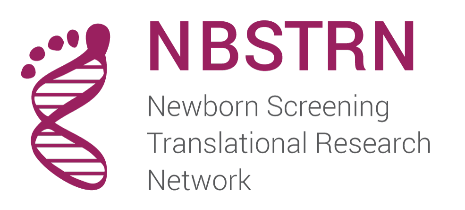 NBSTRN
Newborn Screening
Translational Research
Network